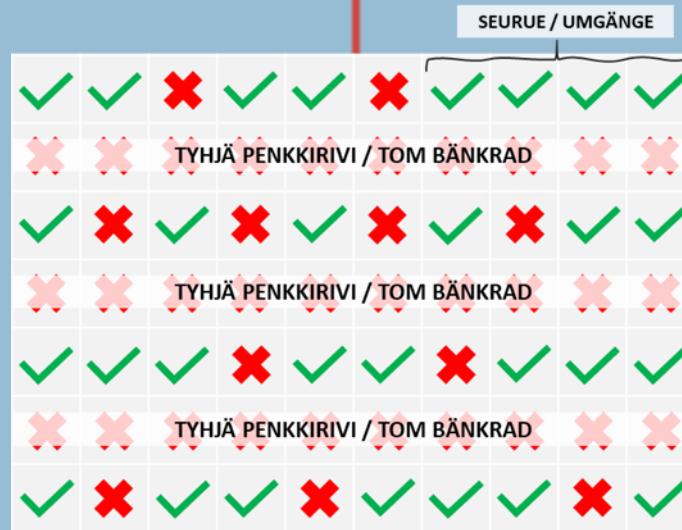 SEURUE / UMGÄNGE
TYHJÄ PENKKIRIVI / TOM BÄNKRAD
TYHJÄ PENKKIRIVI / TOM BÄNKRAD
TYHJÄ PENKKIRIVI / TOM BÄNKRAD